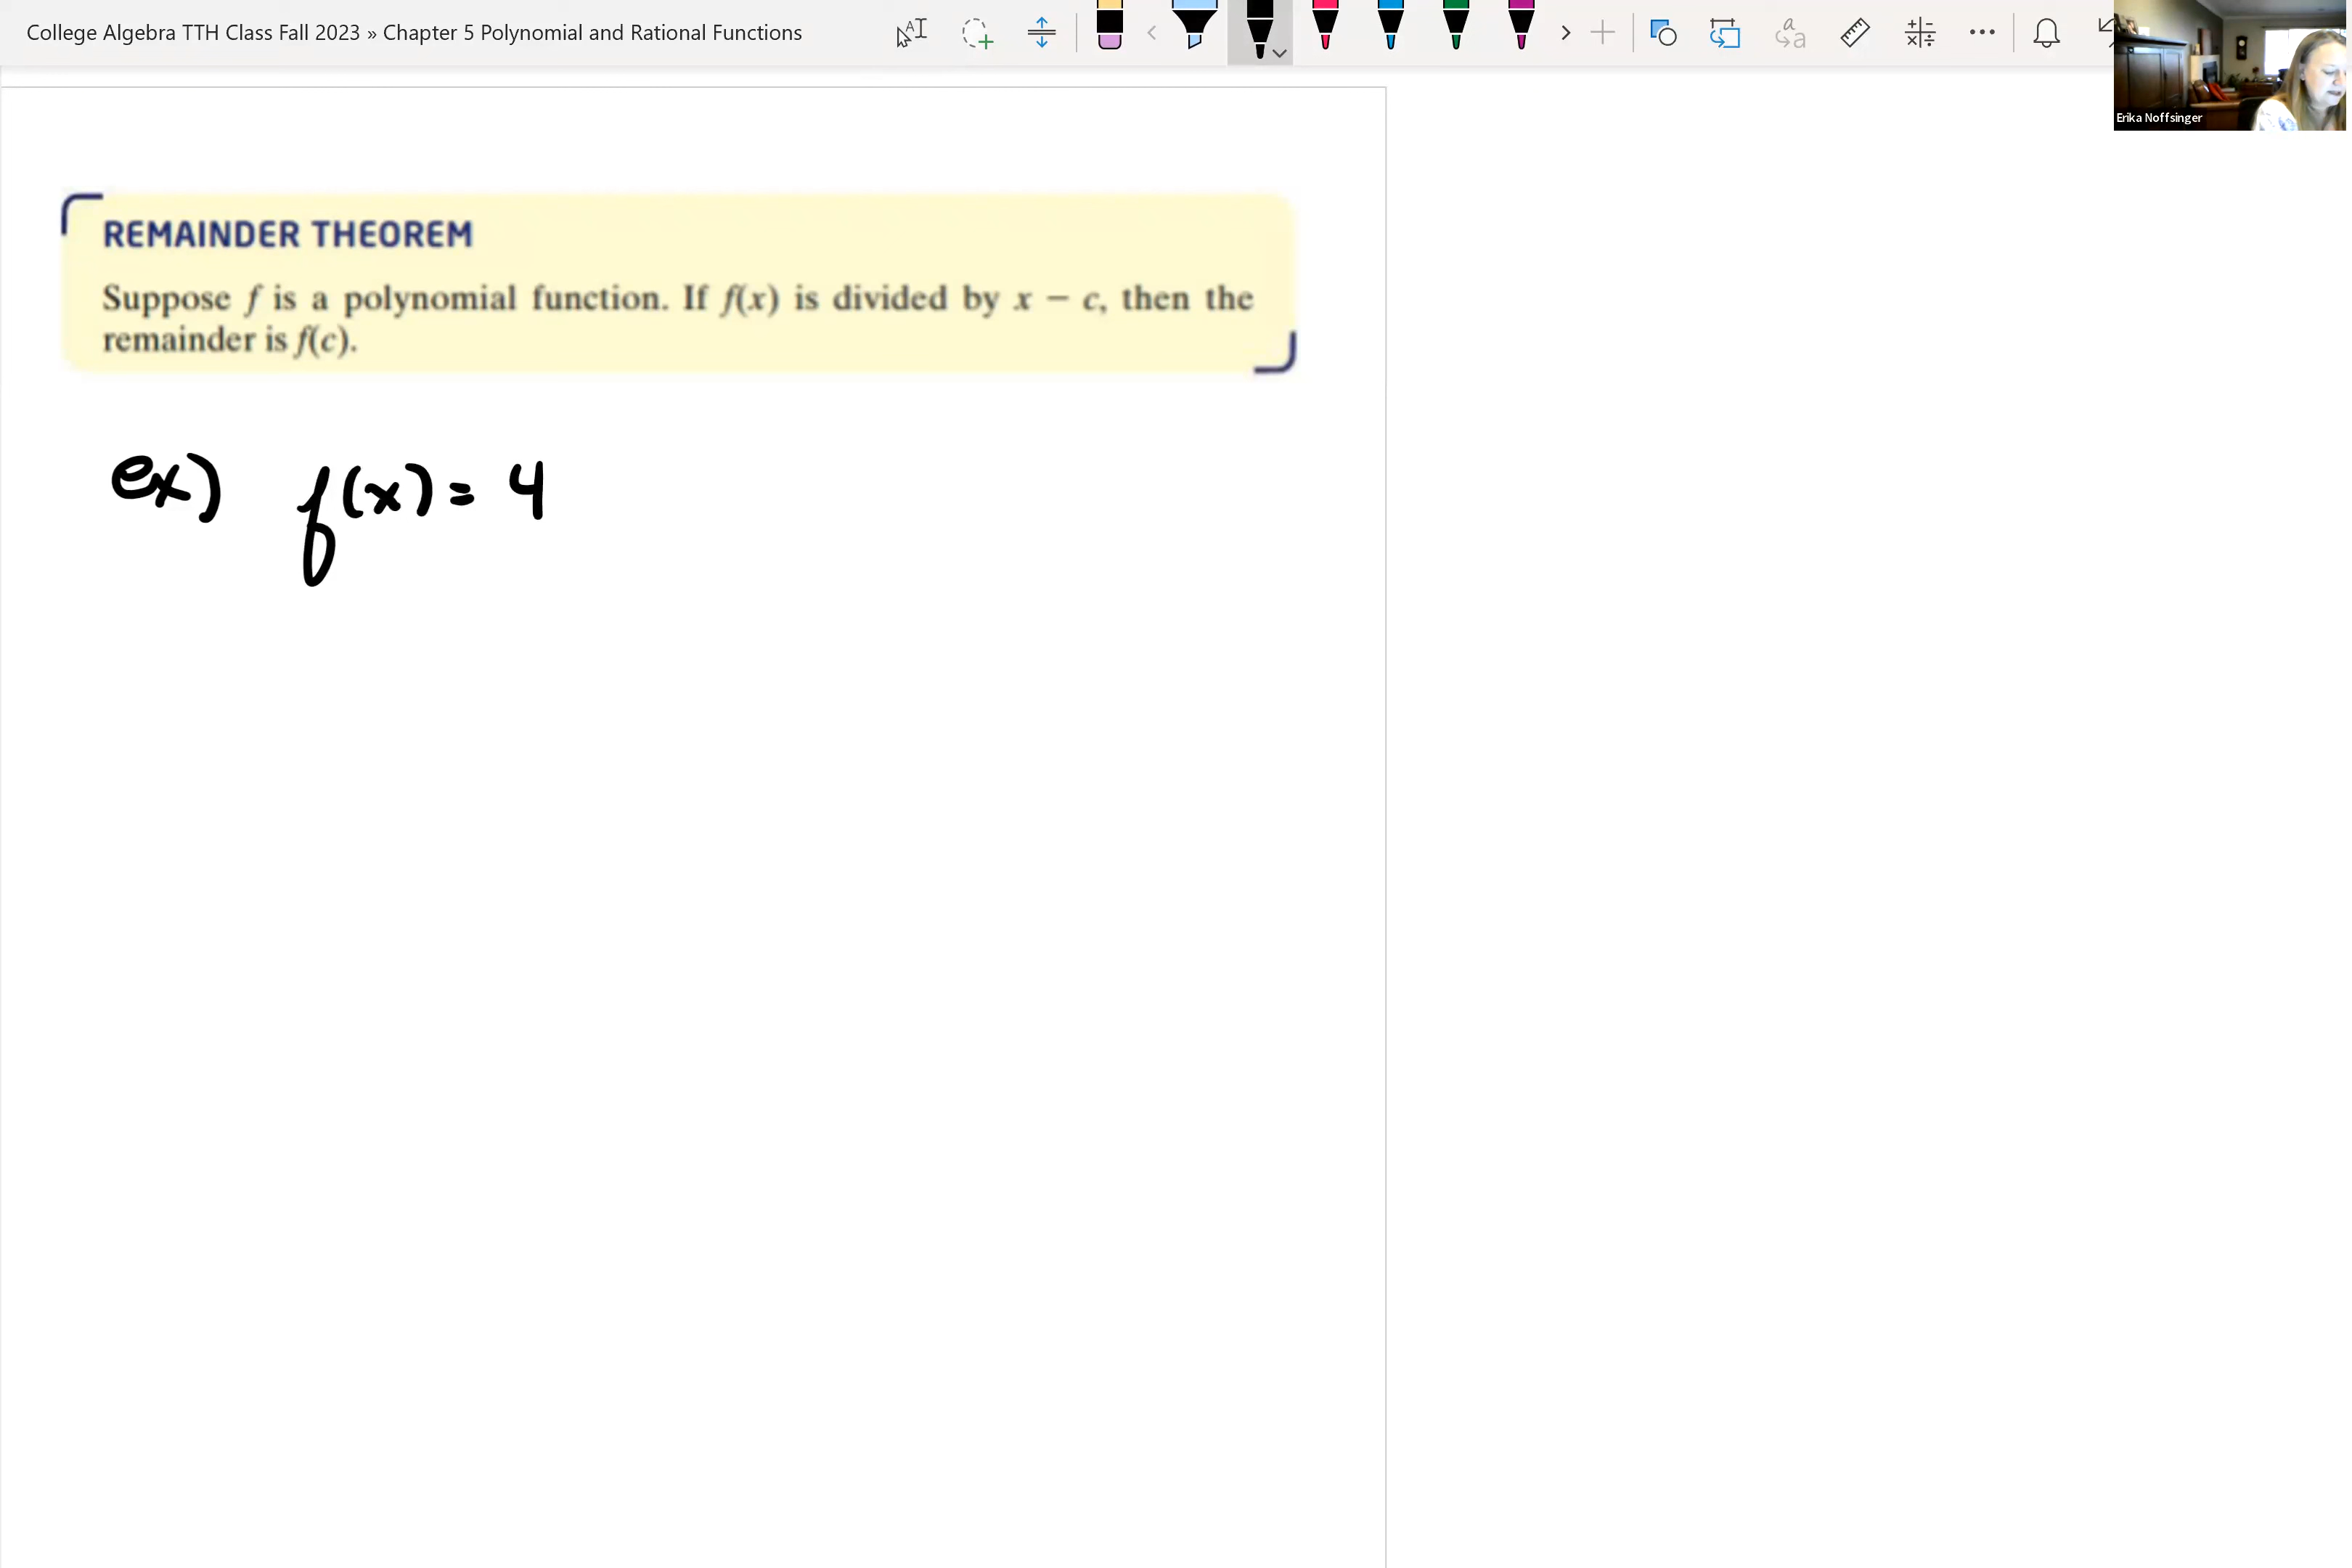 College Algebra TTH Class Fall 2023 » Chapter 5 Polynomial and Rational Functions
Erika Noffsinger
REMAINDER THEOREM
Suppose f is a polynomial function. If f(x) is divided by x − c, then the
remainder is f(c).
ex) f(x) = 4